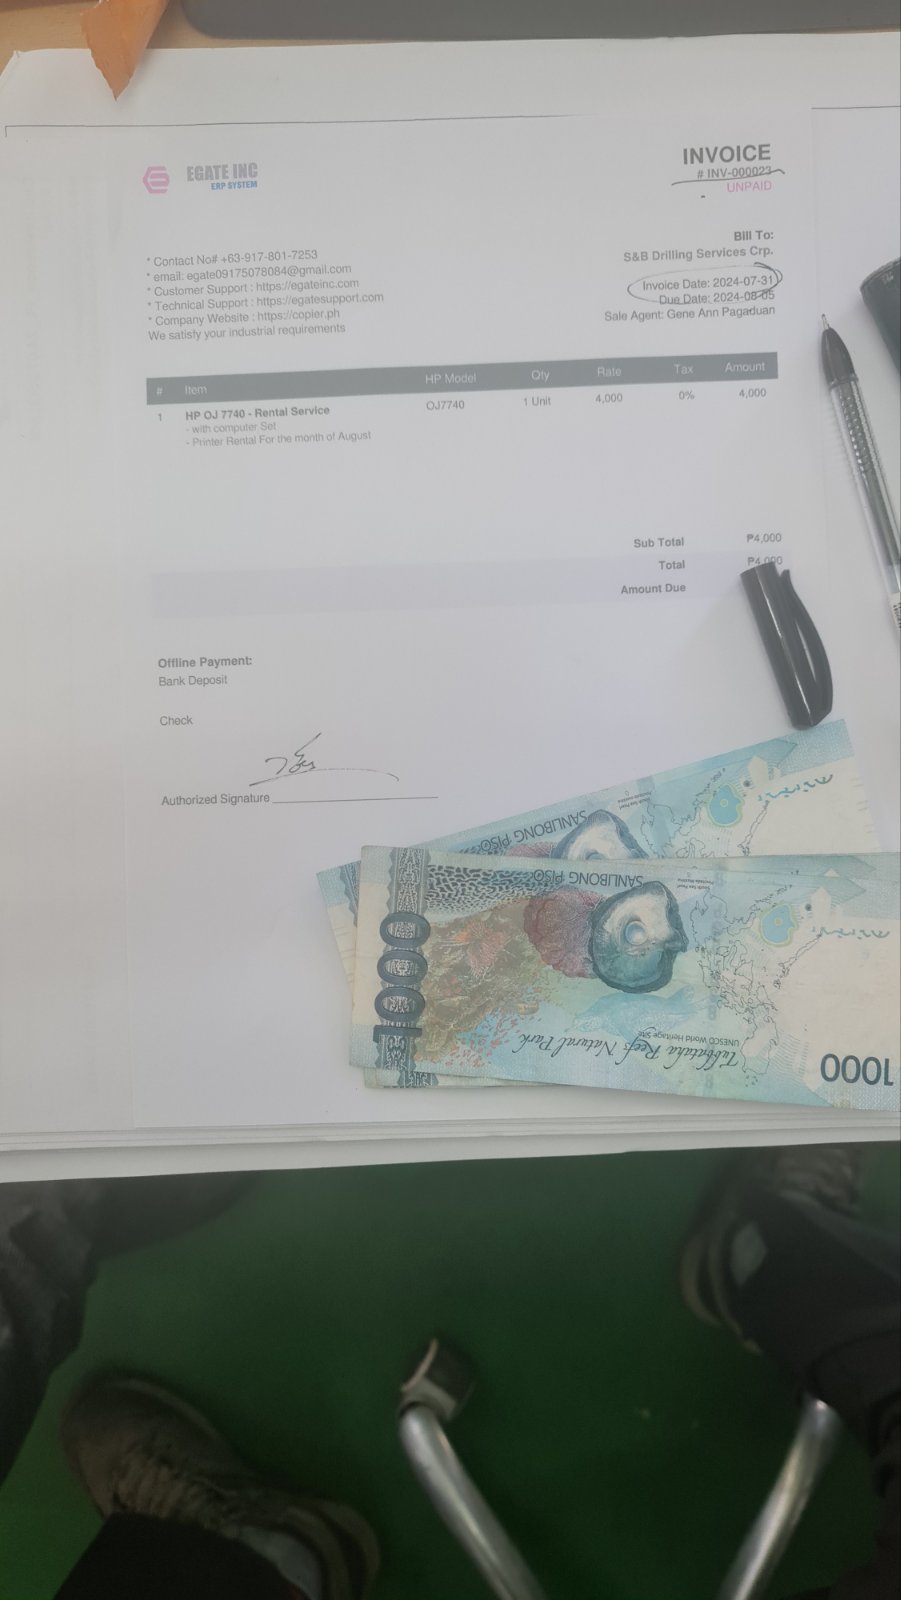 EGATE INC
ERP SYSTEM
INVOICE
# INV-000023
UNPAID
Bill To:
S&B Drilling Services Crp.
Invoice Date: 2024-07-31
Due Date: 2024-08-05
Sale Agent: Gene Ann Pagaduan
* Contact No# +63-917-801-7253
* email: egate09175078084@gmail.com
* Customer Support : https://egateinc.com
* Technical Support : https://egatesupport.com
* Company Website : https://copier.ph
We satisfy your industrial requirements
# Item HP Model Qty Rate Tax Amount
1 HP OJ 7740 - Rental Service OJ7740 1 Unit 4,000 0% 4,000
- with computer Set
- Printer Rental For the month of August
Sub Total ₱4,000
Total ₱4,000
Amount Due
Offline Payment:
Bank Deposit
Check
Authorized Signature
SANLIBONG PISO
SANLIBONG PISO
1000
Tubbataha Reefs Natural Park
UNESCO World Heritage Site
1000